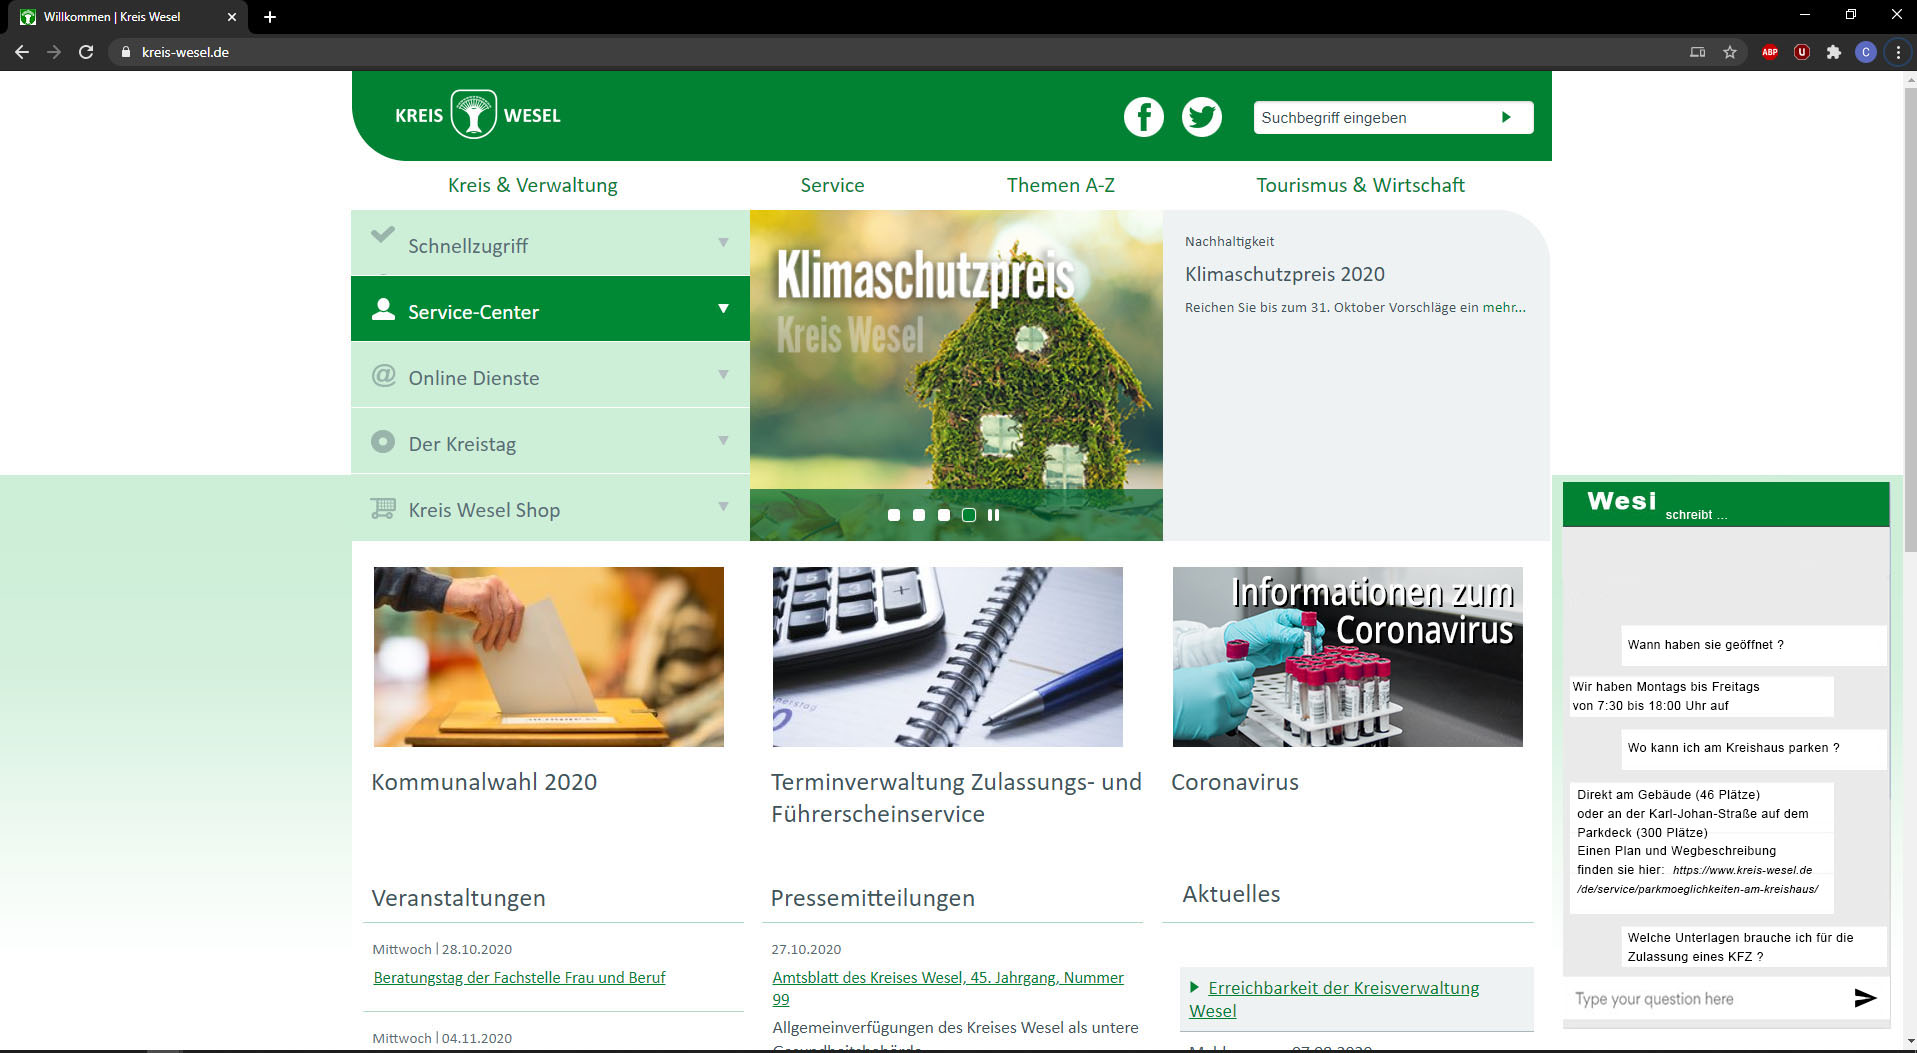 Willkommen | Kreis Wesel
kreis-wesel.de
ABP
C
KREIS WESEL
Suchbegriff eingeben
Kreis & Verwaltung
Service
Themen A-Z
Tourismus & Wirtschaft
Schnellzugriff
Service-Center
Online Dienste
Der Kreistag
Kreis Wesel Shop
Klimaschutzpreis
Kreis Wesel
Nachhaltigkeit
Klimaschutzpreis 2020
Reichen Sie bis zum 31. Oktober Vorschläge ein mehr...
Informationen zum
Coronavirus
Kommunalwahl 2020
Terminverwaltung Zulassungs- und
Führerscheinservice
Coronavirus
Veranstaltungen
Mittwoch | 28.10.2020
Beratungstag der Fachstelle Frau und Beruf
Mittwoch | 04.11.2020
Pressemitteilungen
27.10.2020
Amtsblatt des Kreises Wesel, 45. Jahrgang, Nummer
99
Allgemeinverfügungen des Kreises Wesel als untere
Aktuelles
Erreichbarkeit der Kreisverwaltung
Wesel
Wesi schreibt ...
Wann haben sie geöffnet ?
Wir haben Montags bis Freitags
von 7:30 bis 18:00 Uhr auf
Wo kann ich am Kreishaus parken ?
Direkt am Gebäude (46 Plätze)
oder an der Karl-Johan-Straße auf dem
Parkdeck (300 Plätze)
Einen Plan und Wegbeschreibung
finden sie hier: https://www.kreis-wesel.de
/de/service/parkmoeglichkeiten-am-kreishaus/
Welche Unterlagen brauche ich für die
Zulassung eines KFZ ?
Type your question here